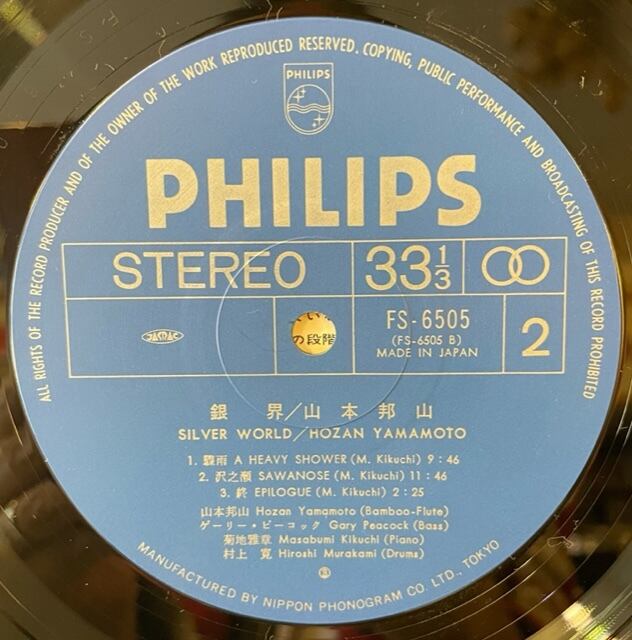 ALL RIGHTS OF THE RECORD PRODUCER AND OF THE OWNER OF THE WORK REPRODUCED RESERVED. COPYING, PUBLIC PERFORMANCE AND BROADCASTING OF THIS RECORD PROHIBITED
PHILIPS
PHILIPS
STEREO
33 1/3
JASRAC
の段階
FS-6505
(FS-6505 B)
MADE IN JAPAN
2
銀界/山本邦山
SILVER WORLD/HOZAN YAMAMOTO
1. 驟雨 A HEAVY SHOWER (M. Kikuchi) 9:46
2. 沢之瀬 SAWANOSE (M. Kikuchi) 11:46
3. 終 EPILOGUE (M. Kikuchi) 2:25
山本邦山 Hozan Yamamoto (Bamboo-Flute)
ゲーリー・ピーコック Gary Peacock (Bass)
菊地雅章 Masabumi Kikuchi (Piano)
村上 寛 Hiroshi Murakami (Drums)
MANUFACTURED BY NIPPON PHONOGRAM CO. LTD., TOKYO